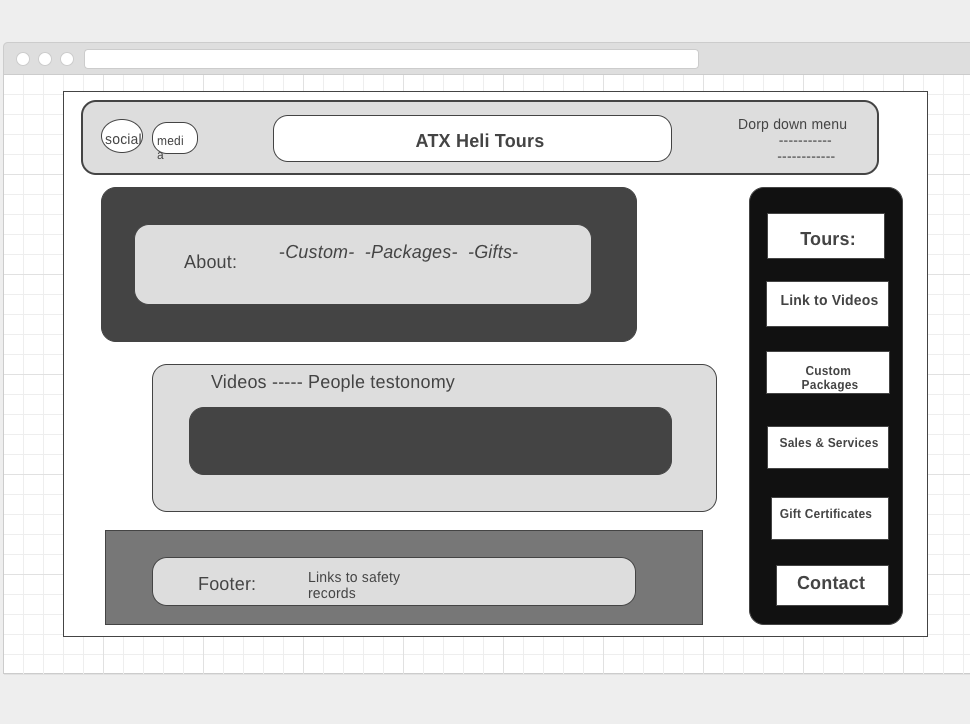 social
medi
a
ATX Heli Tours
Dorp down menu
-----------
------------
About:
-Custom-  -Packages-  -Gifts-
Videos ----- People testonomy
Footer:
Links to safety
records
Tours:
Link to Videos
Custom
Packages
Sales & Services
Gift Certificates
Contact